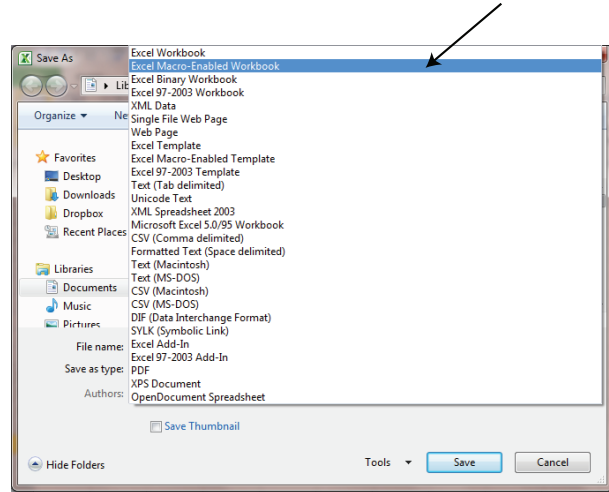 Save As
Excel Workbook
Excel Macro-Enabled Workbook
Excel Binary Workbook
Excel 97-2003 Workbook
XML Data
Single File Web Page
Web Page
Excel Template
Excel Macro-Enabled Template
Excel 97-2003 Template
Text (Tab delimited)
Unicode Text
XML Spreadsheet 2003
Microsoft Excel 5.0/95 Workbook
CSV (Comma delimited)
Formatted Text (Space delimited)
Text (Macintosh)
Text (MS-DOS)
CSV (Macintosh)
CSV (MS-DOS)
DIF (Data Interchange Format)
SYLK (Symbolic Link)
Excel Add-In
Excel 97-2003 Add-In
PDF
XPS Document
OpenDocument Spreadsheet
Lib
Organize
Ne
Favorites
Desktop
Downloads
Dropbox
Recent Places
Libraries
Documents
Music
Pictures
File name:
Save as type:
Authors:
Save Thumbnail
Hide Folders
Tools
Save
Cancel